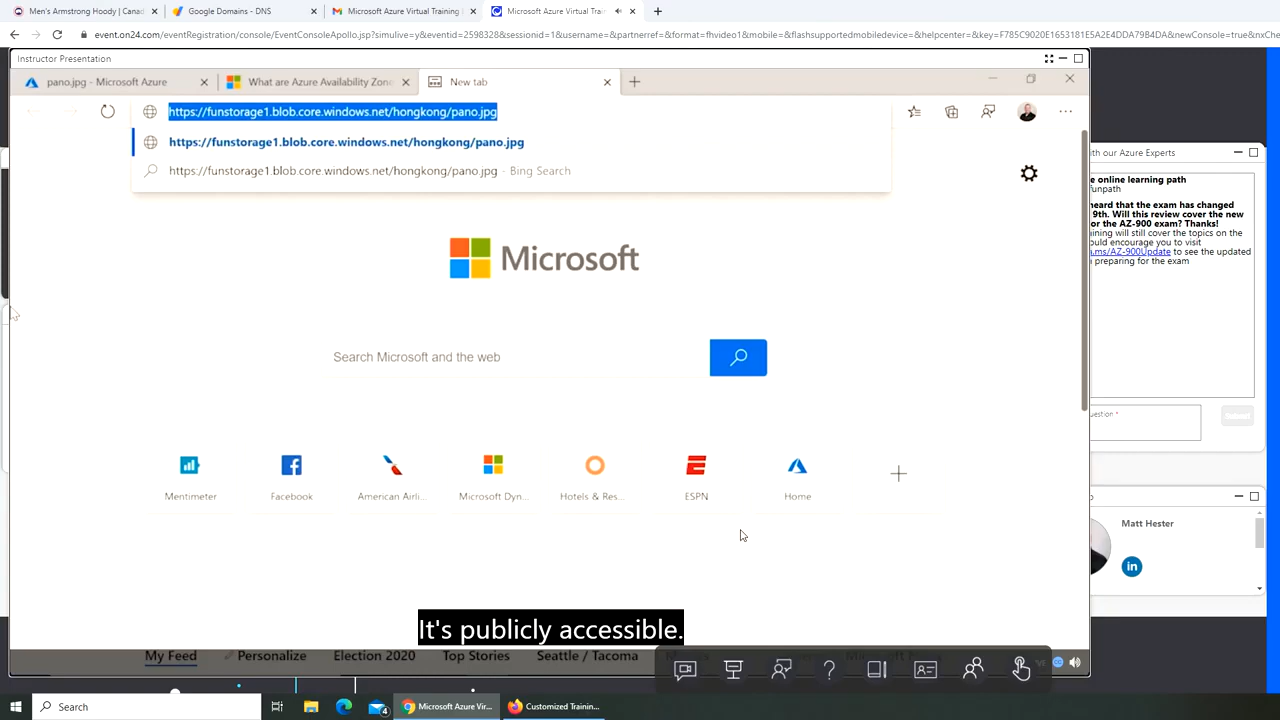 Men's Armstrong Hoody | Canad
Google Domains - DNS
Microsoft Azure Virtual Training
Microsoft Azure Virtual Train
event.on24.com/eventRegistration/console/EventConsoleApollo.jsp?simulive=y&eventid=2598328&sessionid=1&username=&partnerref=&format=fhvideo1&mobile=&flashsupportedmobiledevice=&helpcenter=&key=F785C9020E1653181E5A2E4DDA79B4DA&newConsole=true&nxChe
Instructor Presentation
pano.jpg - Microsoft Azure
What are Azure Availability Zone
New tab
https://funstorage1.blob.core.windows.net/hongkong/pano.jpg
https://funstorage1.blob.core.windows.net/hongkong/pano.jpg
https://funstorage1.blob.core.windows.net/hongkong/pano.jpg - Bing Search
Microsoft
Search Microsoft and the web
Mentimeter
Facebook
American Airli...
Microsoft Dyn...
Hotels & Res...
ESPN
Home
It's publicly accessible.
My Feed
Personalize
Election 2020
Top Stories
Seattle / Tacoma
ith our Azure Experts
e online learning path
funpath
heard that the exam has changed
9th. Will this review cover the new
or the AZ-900 exam? Thanks!
ining will still cover the topics on the
ould encourage you to visit
a.ms/AZ-900Update to see the updated
preparing for the exam
uestion *
Submit
Matt Hester
in
Search
4
Microsoft Azure Vir...
Customized Trainin...